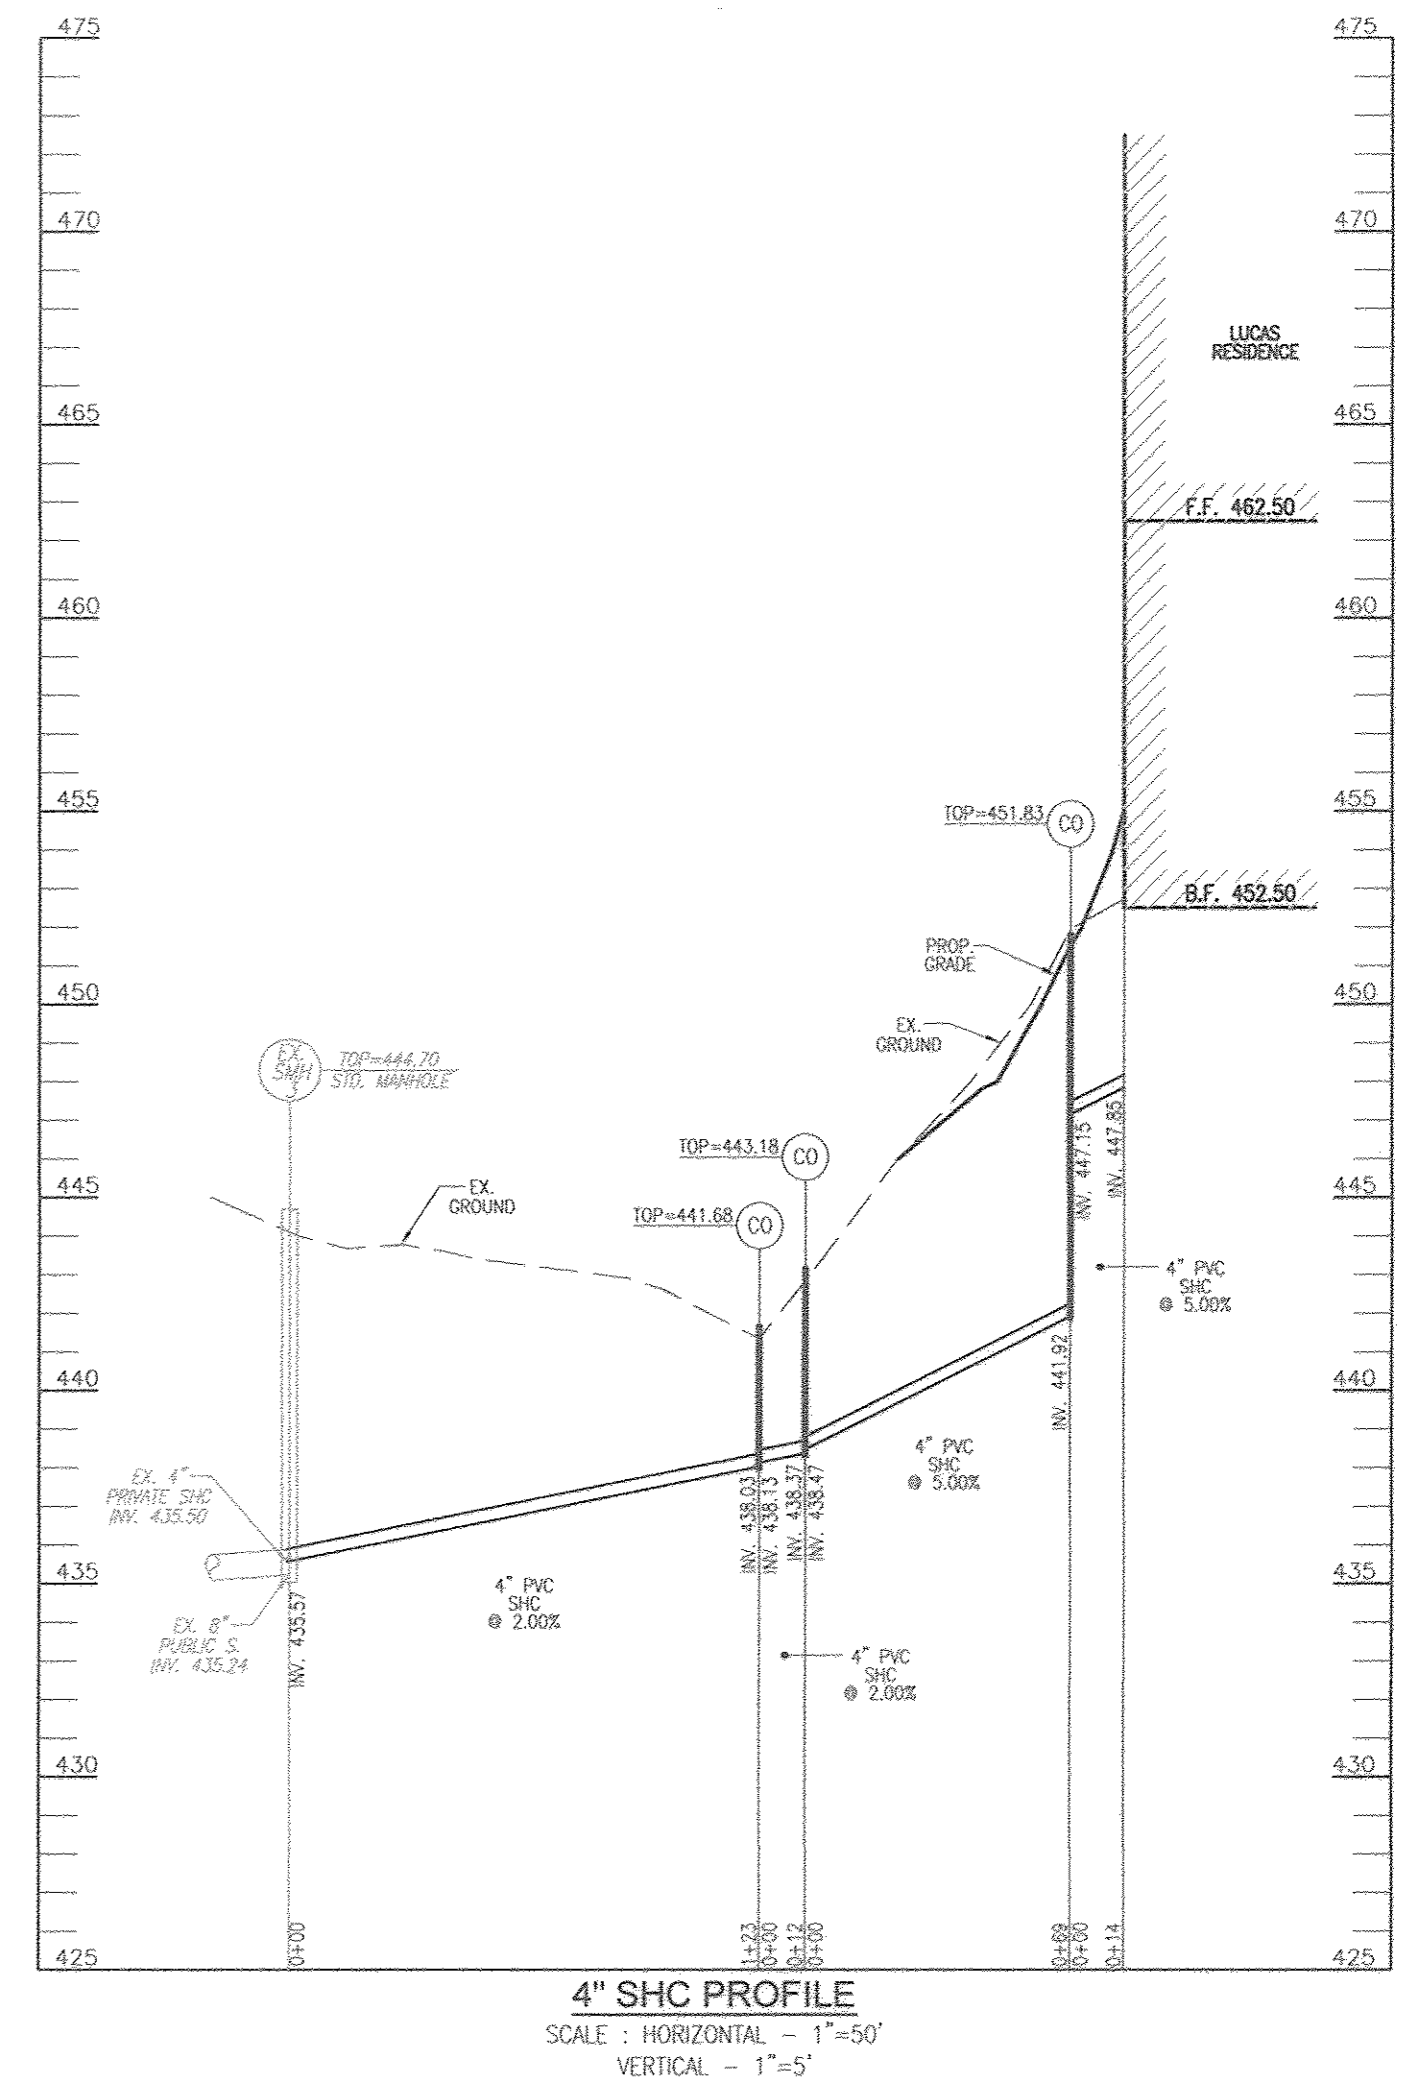 475
475
470
470
LUCAS
RESIDENCE
465
465
F.F. 462.50
460
460
455
455
TOP=451.83
CO
B.F. 452.50
PROP.
GRADE
450
450
EX.
GROUND
EX.
SMH
TOP=444.70
STD. MANHOLE
TOP=443.18
CO
INV. 447.15
INV. 447.85
445
445
EX.
GROUND
TOP=441.68
CO
4" PVC
SHC
@ 5.00%
440
440
INV. 441.92
4" PVC
SHC
@ 5.00%
EX. 4"
PRIVATE SHC
INV. 435.50
INV. 438.03
INV. 438.13
INV. 438.37
INV. 438.47
435
435
4" PVC
SHC
@ 2.00%
EX. 8"
PUBLIC S.
INV. 435.24
INV. 435.57
4" PVC
SHC
@ 2.00%
430
430
0+00
1+23
0+00
0+12
0+00
0+69
0+00
0+14
425
425
4" SHC PROFILE
SCALE : HORIZONTAL - 1"=50'
VERTICAL - 1"=5'